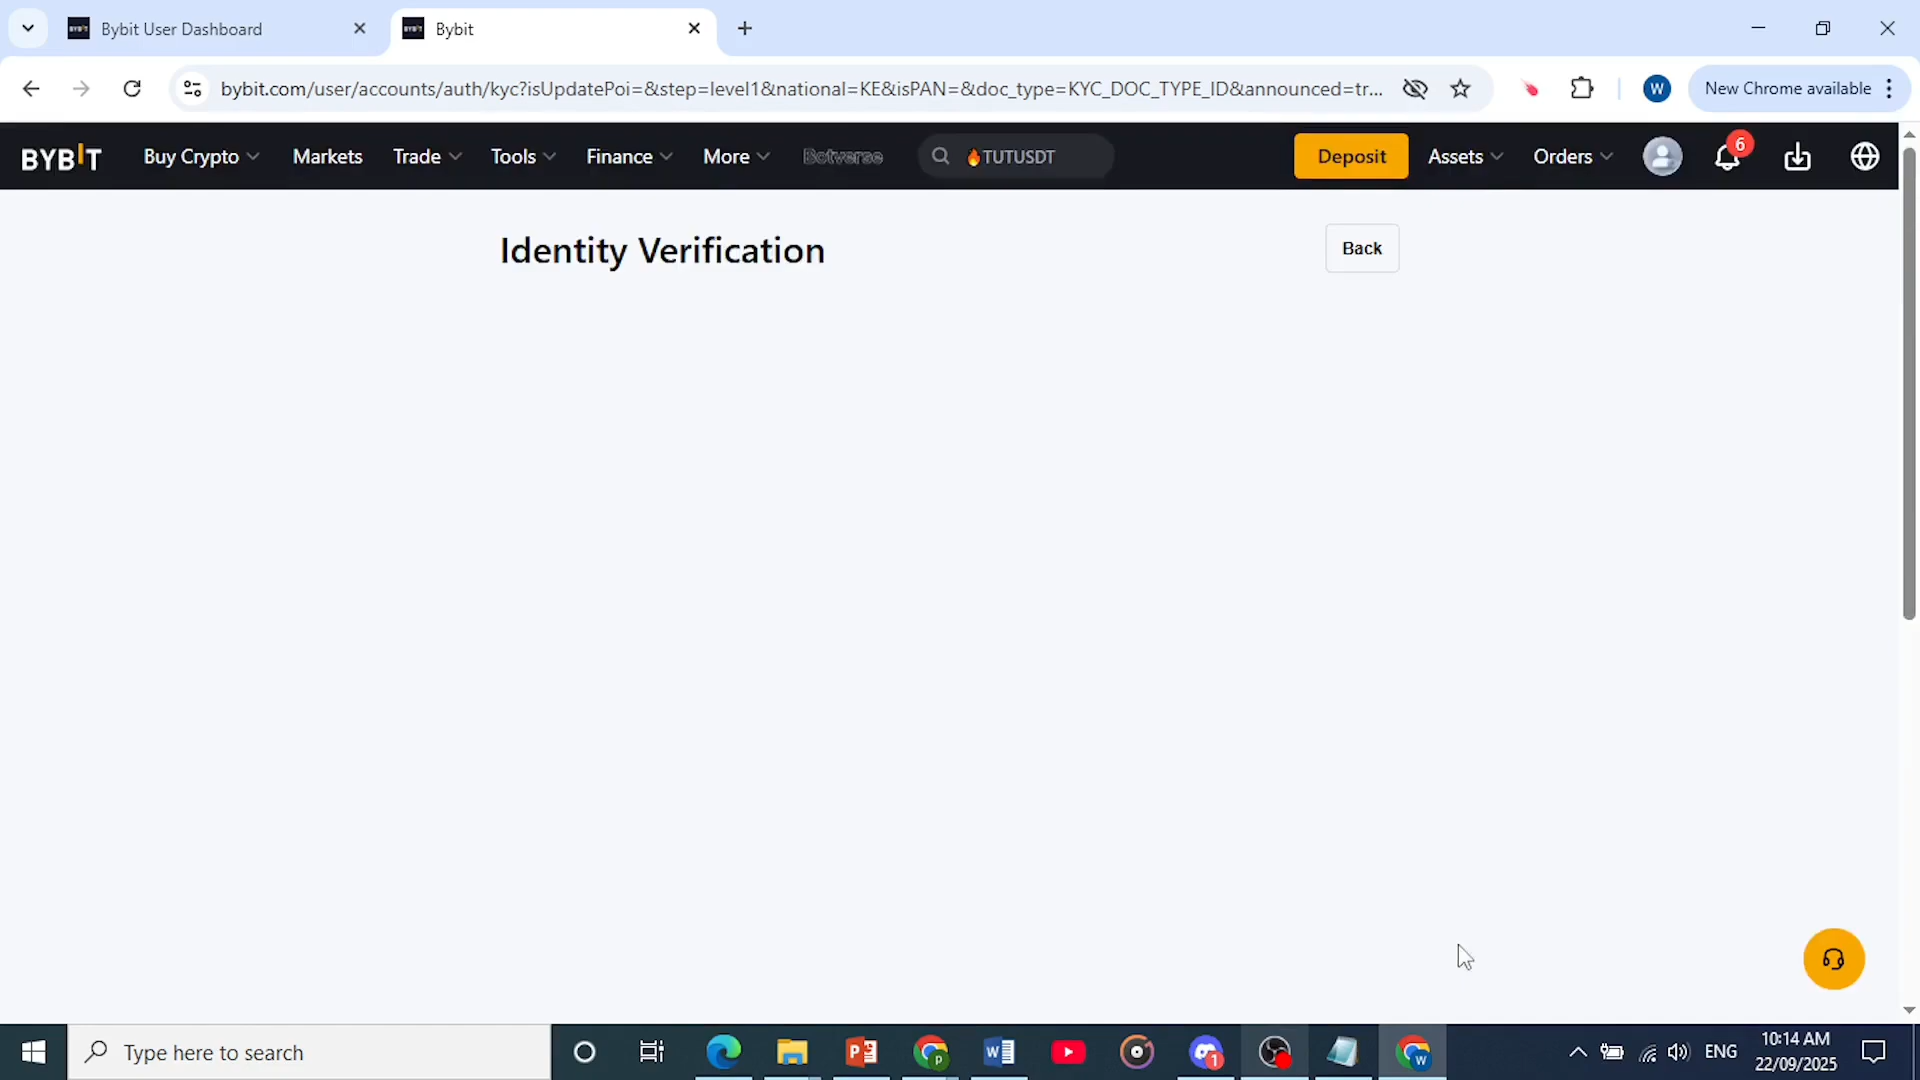 Bybit User Dashboard
Bybit
bybit.com/user/accounts/auth/kyc?isUpdatePoi=&step=level1&national=KE&isPAN=&doc_type=KYC_DOC_TYPE_ID&announced=tr...
W
New Chrome available
BYBIT
Buy Crypto
Markets
Trade
Tools
Finance
More
Botverse
🔥TUTUSDT
Deposit
Assets
Orders
6
Identity Verification
Back
Type here to search
1
ENG
10:14 AM
22/09/2025